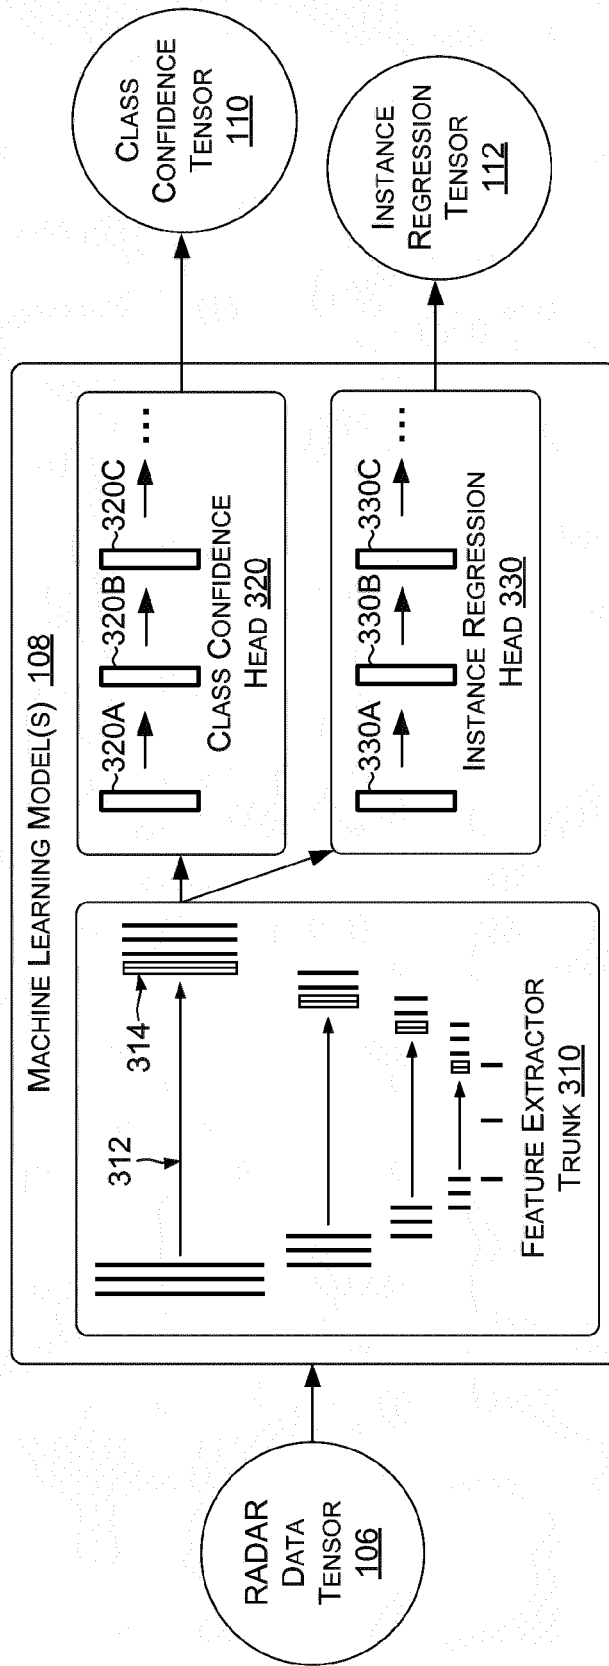 MACHINE LEARNING MODEL(S) 108
RADAR
DATA
TENSOR
106
312
314
FEATURE EXTRACTOR
TRUNK 310
320A
320B
320C
...
CLASS CONFIDENCE
HEAD 320
330A
330B
330C
...
INSTANCE REGRESSION
HEAD 330
CLASS
CONFIDENCE
TENSOR
110
INSTANCE
REGRESSION
TENSOR
112